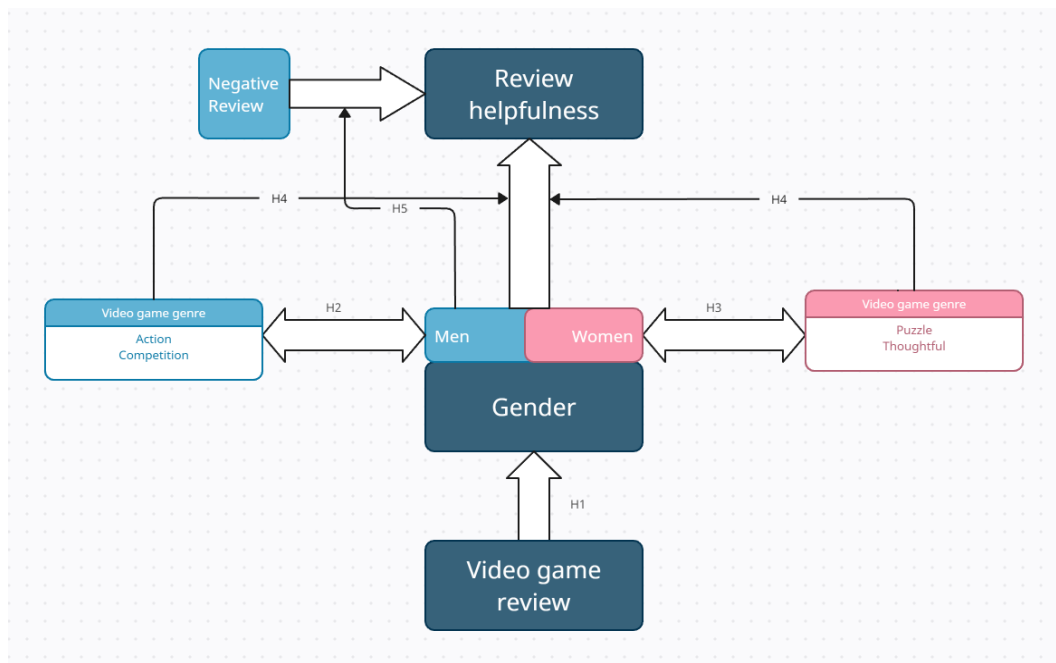 Negative
Review
Review
helpfulness
H4
H5
H4
Video game genre
Action
Competition
H2
Men
Women
H3
Video game genre
Puzzle
Thoughtful
Gender
H1
Video game
review